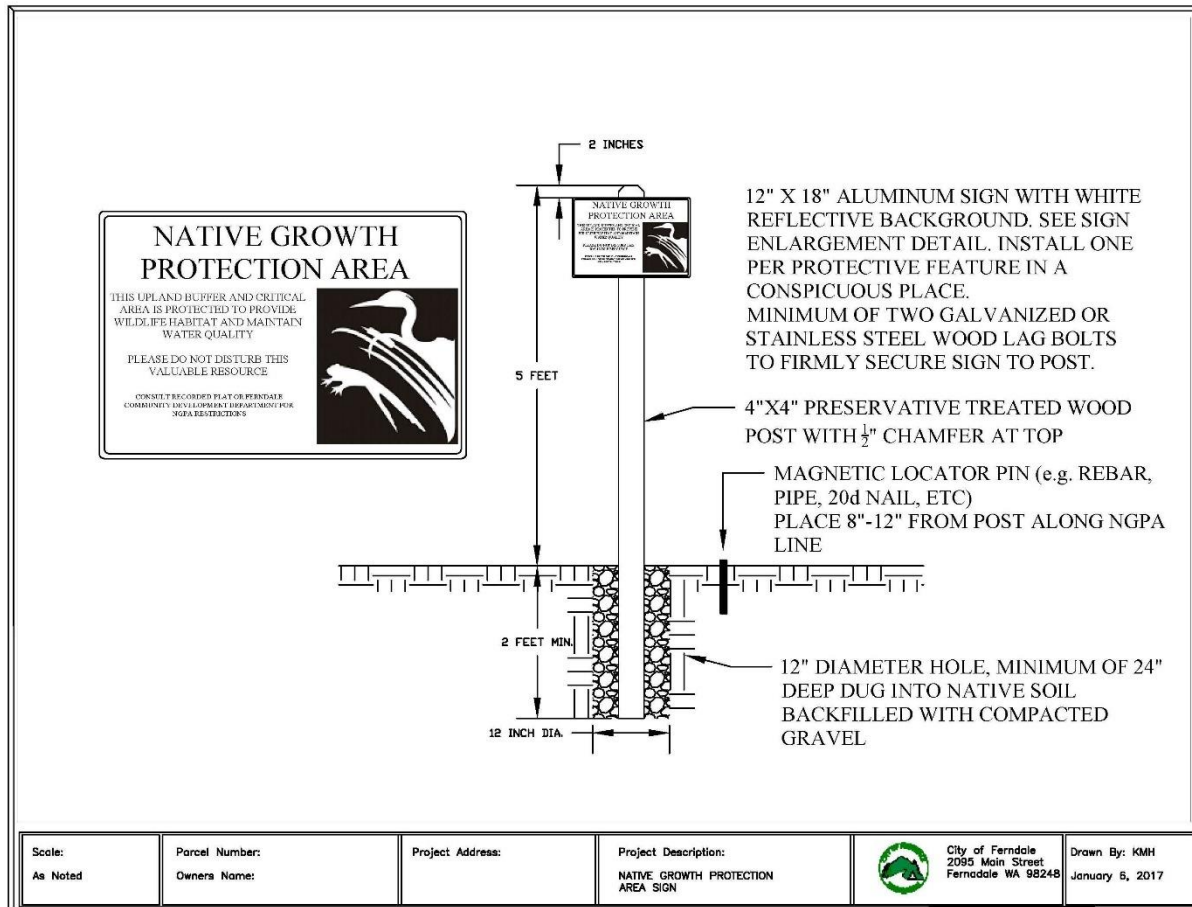 2 INCHES
NATIVE GROWTH
PROTECTION AREA
THIS UPLAND BUFFER AND CRITICAL
AREA IS PROTECTED TO PROVIDE
WILDLIFE HABITAT AND MAINTAIN
WATER QUALITY
PLEASE DO NOT DISTURB THIS
VALUABLE RESOURCE
CONSULT RECORDED PLAT OR FERNDALE
COMMUNITY DEVELOPMENT DEPARTMENT FOR
NGPA RESTRICTIONS
NATIVE GROWTH
PROTECTION AREA
12" X 18" ALUMINUM SIGN WITH WHITE
REFLECTIVE BACKGROUND. SEE SIGN
ENLARGEMENT DETAIL. INSTALL ONE
PER PROTECTIVE FEATURE IN A
CONSPICUOUS PLACE.
MINIMUM OF TWO GALVANIZED OR
STAINLESS STEEL WOOD LAG BOLTS
TO FIRMLY SECURE SIGN TO POST.
5 FEET
4"X4" PRESERVATIVE TREATED WOOD
POST WITH 1/2" CHAMFER AT TOP
MAGNETIC LOCATOR PIN (e.g. REBAR,
PIPE, 20d NAIL, ETC)
PLACE 8"-12" FROM POST ALONG NGPA
LINE
2 FEET MIN.
12" DIAMETER HOLE, MINIMUM OF 24"
DEEP DUG INTO NATIVE SOIL
BACKFILLED WITH COMPACTED
GRAVEL
12 INCH DIA.
Scale:
As Noted
Parcel Number:
Owners Name:
Project Address:
Project Description:
NATIVE GROWTH PROTECTION
AREA SIGN
City of Ferndale
2095 Main Street
Fernadale WA 98248
Drawn By: KMH
January 6, 2017